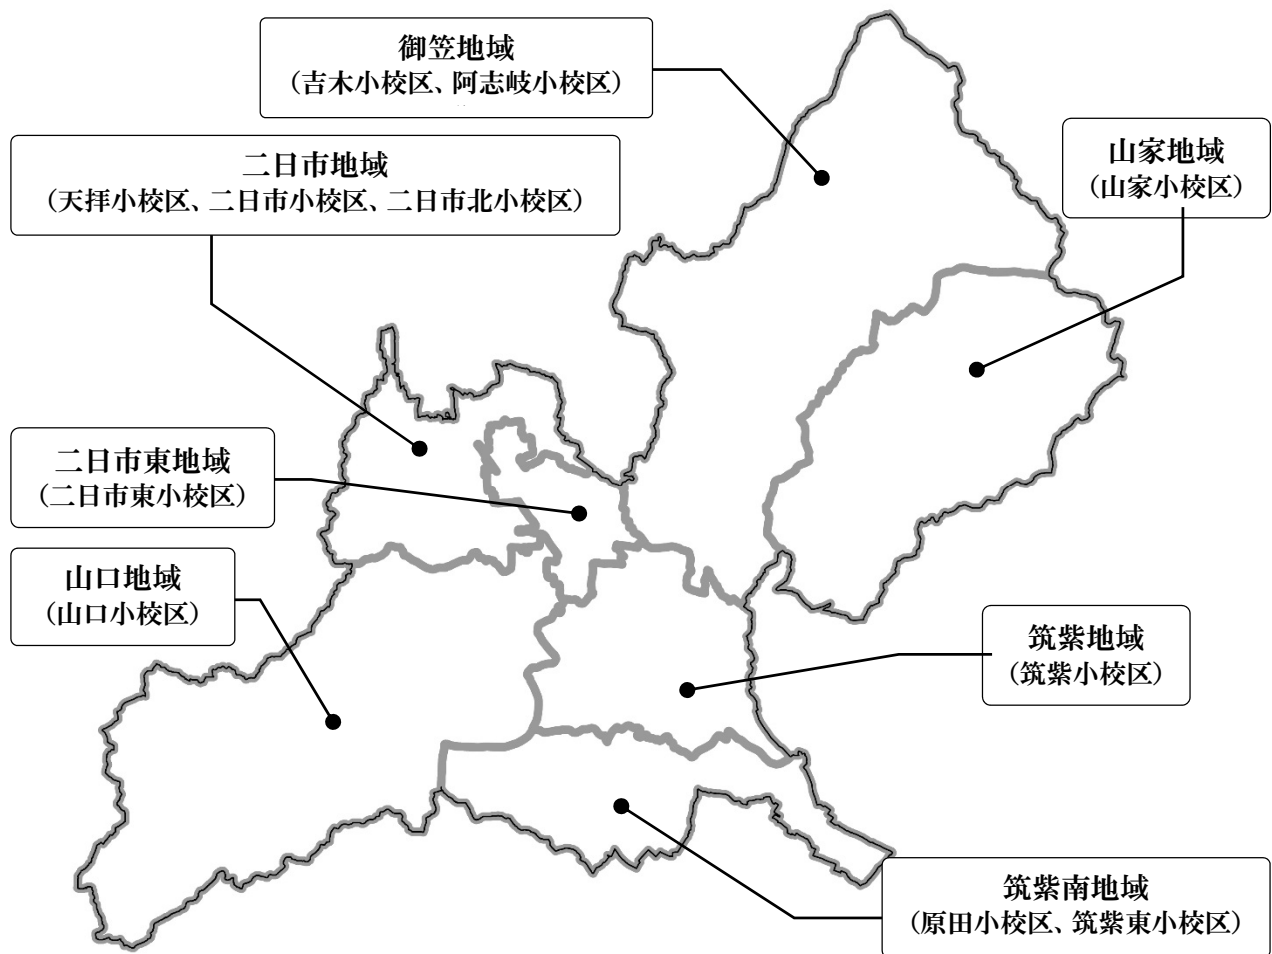 御笠地域
（吉木小校区、阿志岐小校区）
二日市地域
（天拝小校区、二日市小校区、二日市北小校区）
山家地域
（山家小校区）
二日市東地域
（二日市東小校区）
山口地域
（山口小校区）
筑紫地域
（筑紫小校区）
筑紫南地域
（原田小校区、筑紫東小校区）